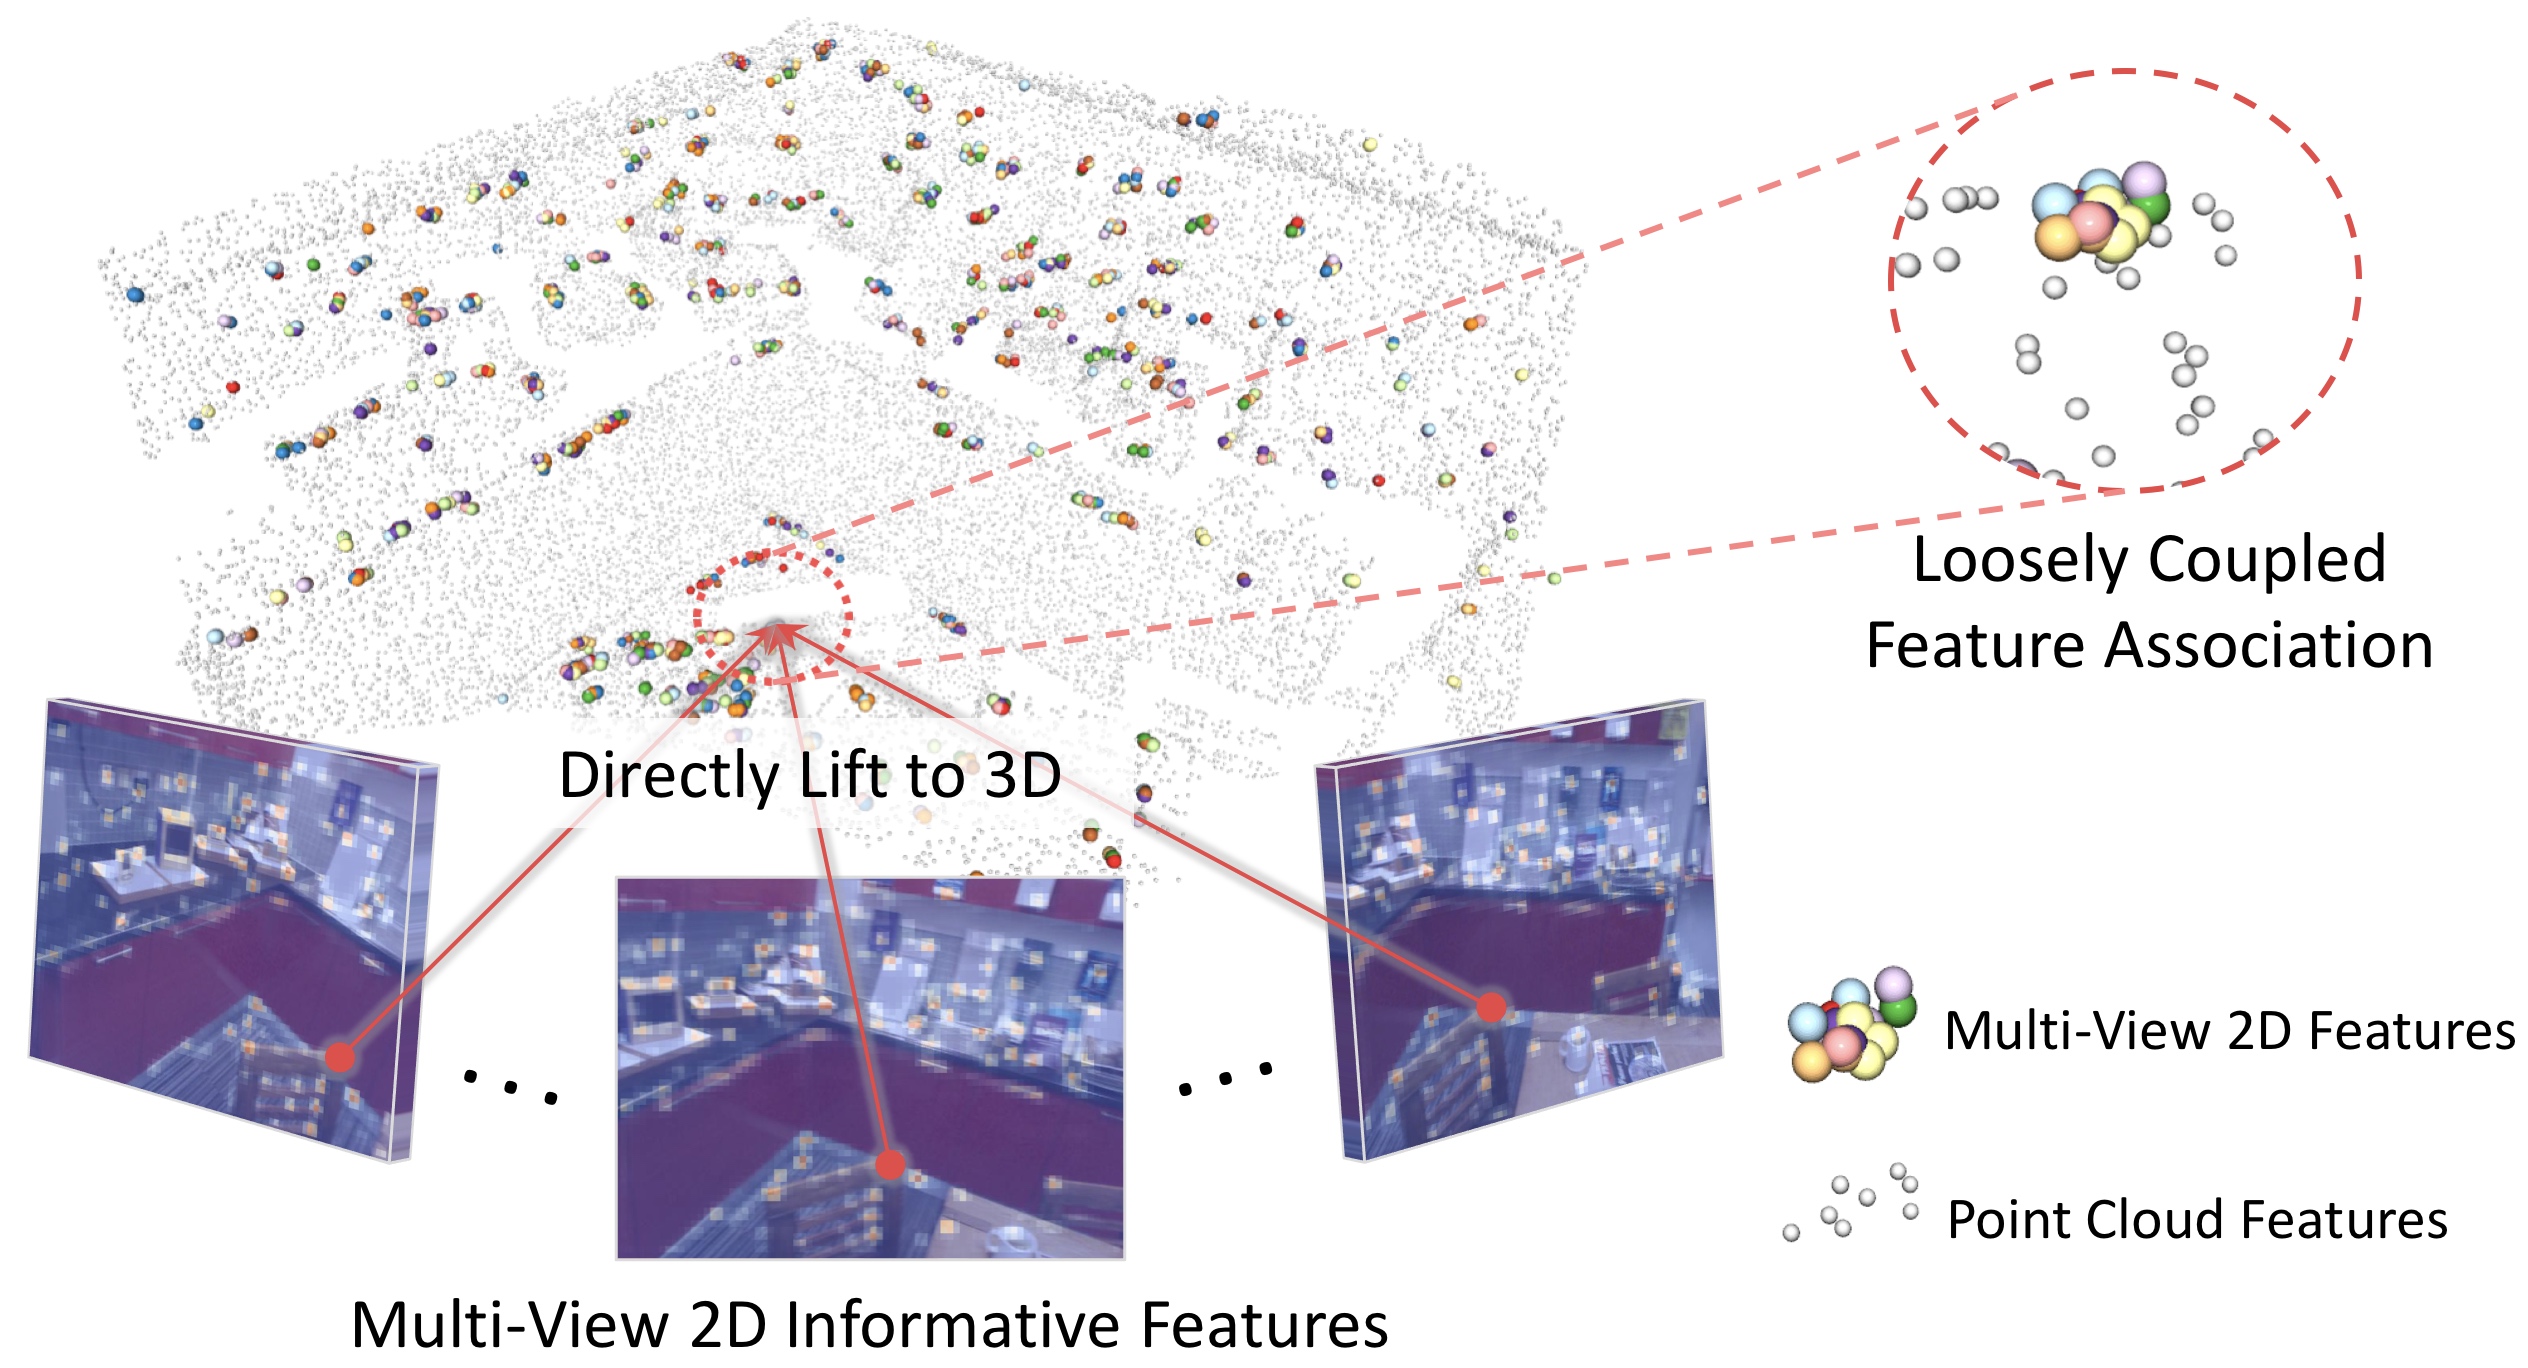 Loosely Coupled
Feature Association
Directly Lift to 3D
Multi-View 2D Features
Point Cloud Features
Multi-View 2D Informative Features